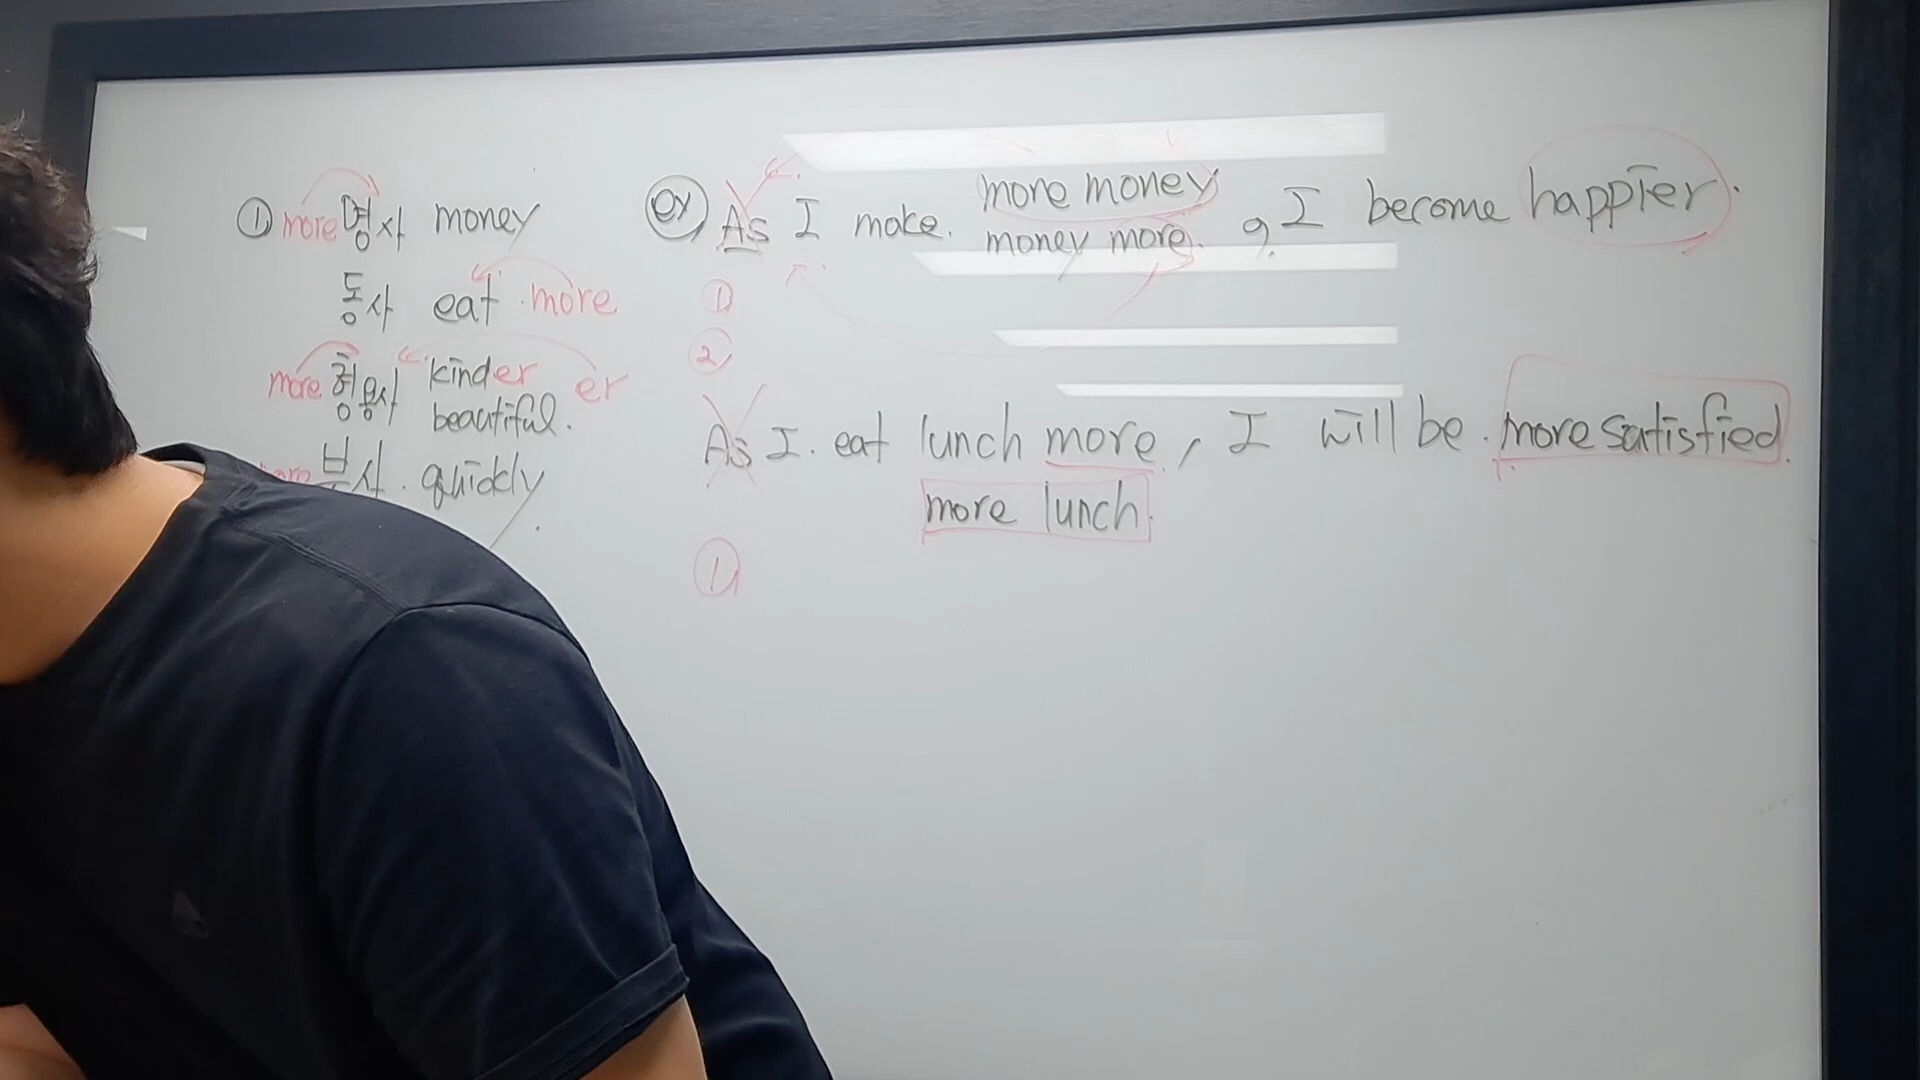 ① more 명사 money
동사 eat more
more 형용사 kinder er
beautiful.
부사 quickly
ex As I make more money, I become happier.
money more.
①
②
As I eat lunch more, I will be more satisfied.
more lunch.
①